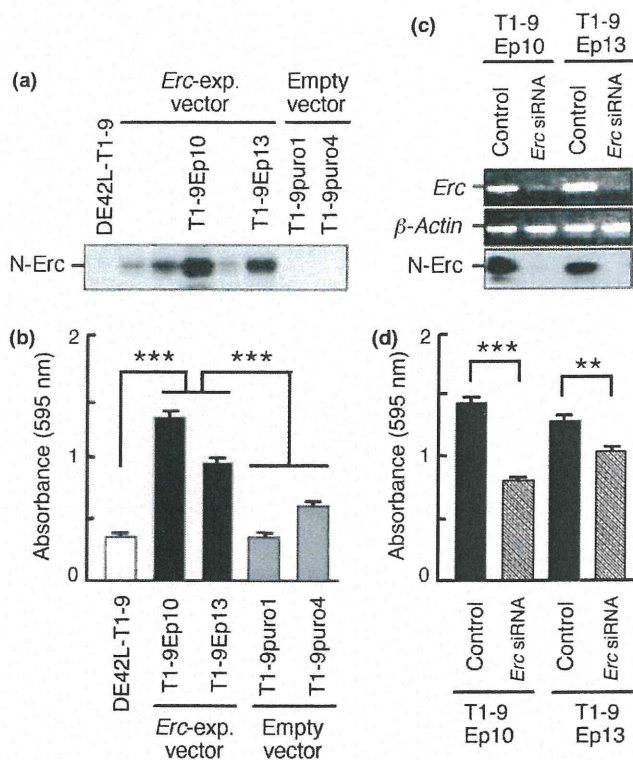 (a)
Erc-exp. vector
Empty vector
DE42L-T1-9
T1-9Ep10
T1-9Ep13
T1-9puro1
T1-9puro4
N-Erc
(b)
Absorbance (595 nm)
2
1
0
***
***
DE42L-T1-9
T1-9Ep10
T1-9Ep13
T1-9puro1
T1-9puro4
Erc-exp. vector
Empty vector
(c)
T1-9 Ep10
T1-9 Ep13
Control
Erc siRNA
Control
Erc siRNA
Erc
β-Actin
N-Erc
(d)
Absorbance (595 nm)
2
1
0
***
**
Control
Erc siRNA
Control
Erc siRNA
T1-9 Ep10
T1-9 Ep13